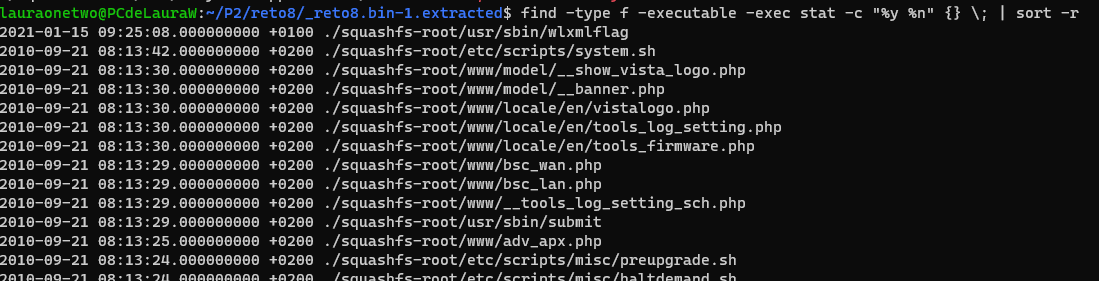 lauraonetwo@PCdeLauraW:~/P2/reto8/_reto8.bin-1.extracted$ find -type f -executable -exec stat -c "%y %n" {} \; | sort -r
2021-01-15 09:25:08.000000000 +0100 ./squashfs-root/usr/sbin/wlxmlflag
2010-09-21 08:13:42.000000000 +0200 ./squashfs-root/etc/scripts/system.sh
2010-09-21 08:13:30.000000000 +0200 ./squashfs-root/www/model/__show_vista_logo.php
2010-09-21 08:13:30.000000000 +0200 ./squashfs-root/www/model/__banner.php
2010-09-21 08:13:30.000000000 +0200 ./squashfs-root/www/locale/en/vistalogo.php
2010-09-21 08:13:30.000000000 +0200 ./squashfs-root/www/locale/en/tools_log_setting.php
2010-09-21 08:13:30.000000000 +0200 ./squashfs-root/www/locale/en/tools_firmware.php
2010-09-21 08:13:29.000000000 +0200 ./squashfs-root/www/bsc_wan.php
2010-09-21 08:13:29.000000000 +0200 ./squashfs-root/www/bsc_lan.php
2010-09-21 08:13:29.000000000 +0200 ./squashfs-root/www/__tools_log_setting_sch.php
2010-09-21 08:13:29.000000000 +0200 ./squashfs-root/usr/sbin/submit
2010-09-21 08:13:25.000000000 +0200 ./squashfs-root/www/adv_apx.php
2010-09-21 08:13:24.000000000 +0200 ./squashfs-root/etc/scripts/misc/preupgrade.sh
2010-09-21 08:13:24.000000000 +0200 ./squashfs-root/etc/scripts/misc/haltdemand.sh